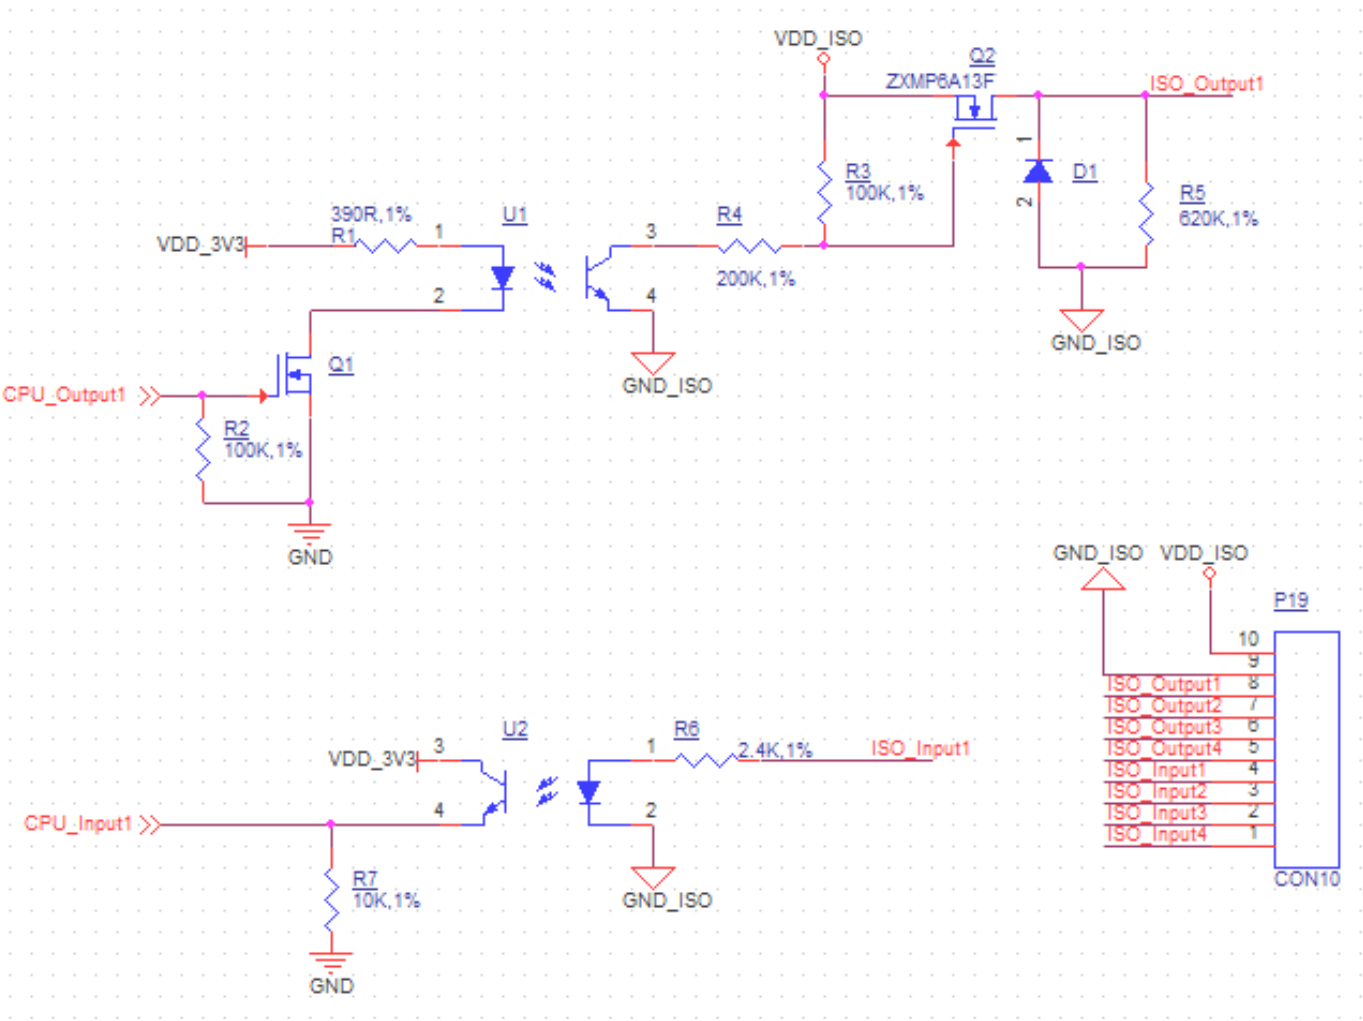 VDD_ISO
Q2
ZXMP6A13F
ISO_Output1
1
D1
2
R3
100K,1%
R5
620K,1%
390R,1%
R1
VDD_3V3
1
U1
3
R4
200K,1%
2
4
GND_ISO
GND_ISO
Q1
CPU_Output1
R2
100K,1%
GND
GND_ISO
VDD_ISO
P19
10
9
ISO_Output1 8
ISO_Output2 7
ISO_Output3 6
ISO_Output4 5
ISO_Input1 4
ISO_Input2 3
ISO_Input3 2
ISO_Input4 1
CON10
U2
VDD_3V3
3
1
R6
2.4K,1%
ISO_Input1
CPU_Input1
4
2
R7
10K,1%
GND_ISO
GND